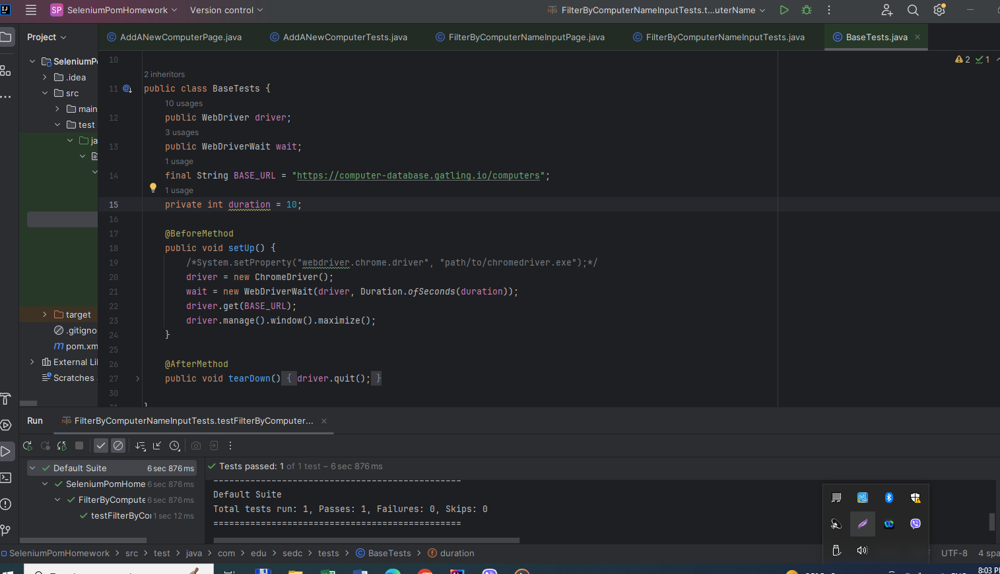 SP SeleniumPomHomework Version control FilterByComputerNameInputTests.t...uterName
Project
AddANewComputerPage.java AddANewComputerTests.java FilterByComputerNameInputPage.java FilterByComputerNameInputTests.java BaseTests.java
SeleniumP
.idea
src
main
test
ja
target
.gitigno
pom.xm
External Li
Scratches
2 1
10
2 inheritors
11 public class BaseTests {
10 usages
12 public WebDriver driver;
3 usages
13 public WebDriverWait wait;
1 usage
14 final String BASE_URL = "https://computer-database.gatling.io/computers";
1 usage
15 private int duration = 10;
16
17 @BeforeMethod
18 public void setUp() {
19 /*System.setProperty("webdriver.chrome.driver", "path/to/chromedriver.exe");*/
20 driver = new ChromeDriver();
21 wait = new WebDriverWait(driver, Duration.ofSeconds(duration));
22 driver.get(BASE_URL);
23 driver.manage().window().maximize();
24 }
25
26 @AfterMethod
27 public void tearDown() { driver.quit(); }
30
31 }
Run FilterByComputerNameInputTests.testFilterByComputer...
Default Suite 6 sec 876 ms
SeleniumPomHome 6 sec 876 ms
FilterByCompute 6 sec 876 ms
testFilterByCo 1 sec 12 ms
Tests passed: 1 of 1 test – 6 sec 876 ms
===============================================
Default Suite
Total tests run: 1, Passes: 1, Failures: 0, Skips: 0
===============================================
SeleniumPomHomework > src > test > java > com > edu > sedc > tests > BaseTests > duration
UTF-8 4 spa
8:03 P